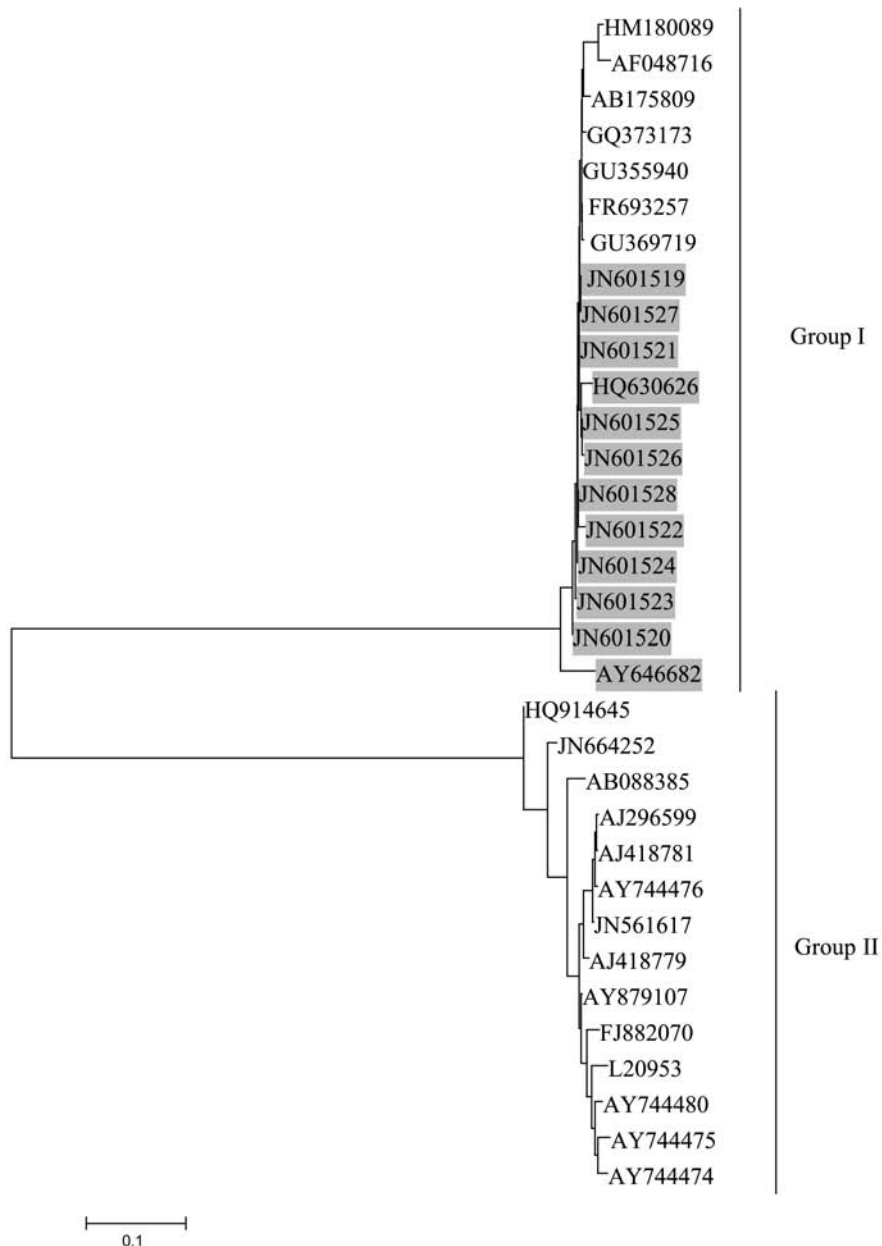 HM180089
AF048716
AB175809
GQ373173
GU355940
FR693257
GU369719
JN601519
JN601527
JN601521
Group I
HQ630626
JN601525
JN601526
JN601528
JN601522
JN601524
JN601523
JN601520
AY646682
HQ914645
JN664252
AB088385
AJ296599
AJ418781
AY744476
JN561617
Group II
AJ418779
AY879107
FJ882070
L20953
AY744480
AY744475
AY744474
0.1